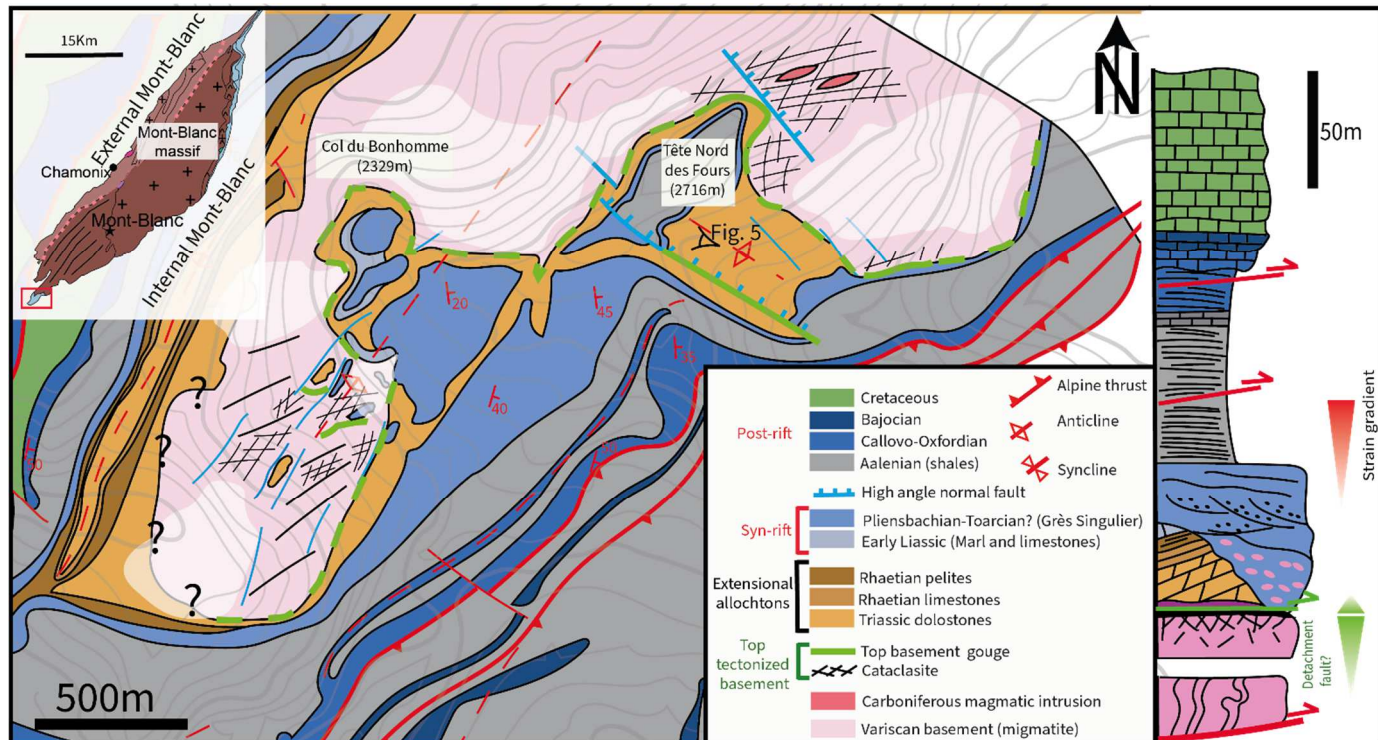 15Km
External Mont-Blanc
Mont-Blanc
massif
Chamonix
Mont-Blanc
Internal Mont-Blanc
Col du Bonhomme
(2329m)
Tête Nord
des Fours
(2716m)
Fig. 5
N
20
45
35
40
?
?
?
?
500m
Post-rift
Cretaceous
Bajocian
Callovo-Oxfordian
Aalenian (shales)
High angle normal fault
Syn-rift
Pliensbachian-Toarcian? (Grès Singulier)
Early Liassic (Marl and limestones)
Extensional
allochtons
Rhaetian pelites
Rhaetian limestones
Triassic dolostones
Top
tectonized
basement
Top basement gouge
Cataclasite
Carboniferous magmatic intrusion
Variscan basement (migmatite)
Alpine thrust
Anticline
Syncline
50m
Strain gradient
Detachment
fault?